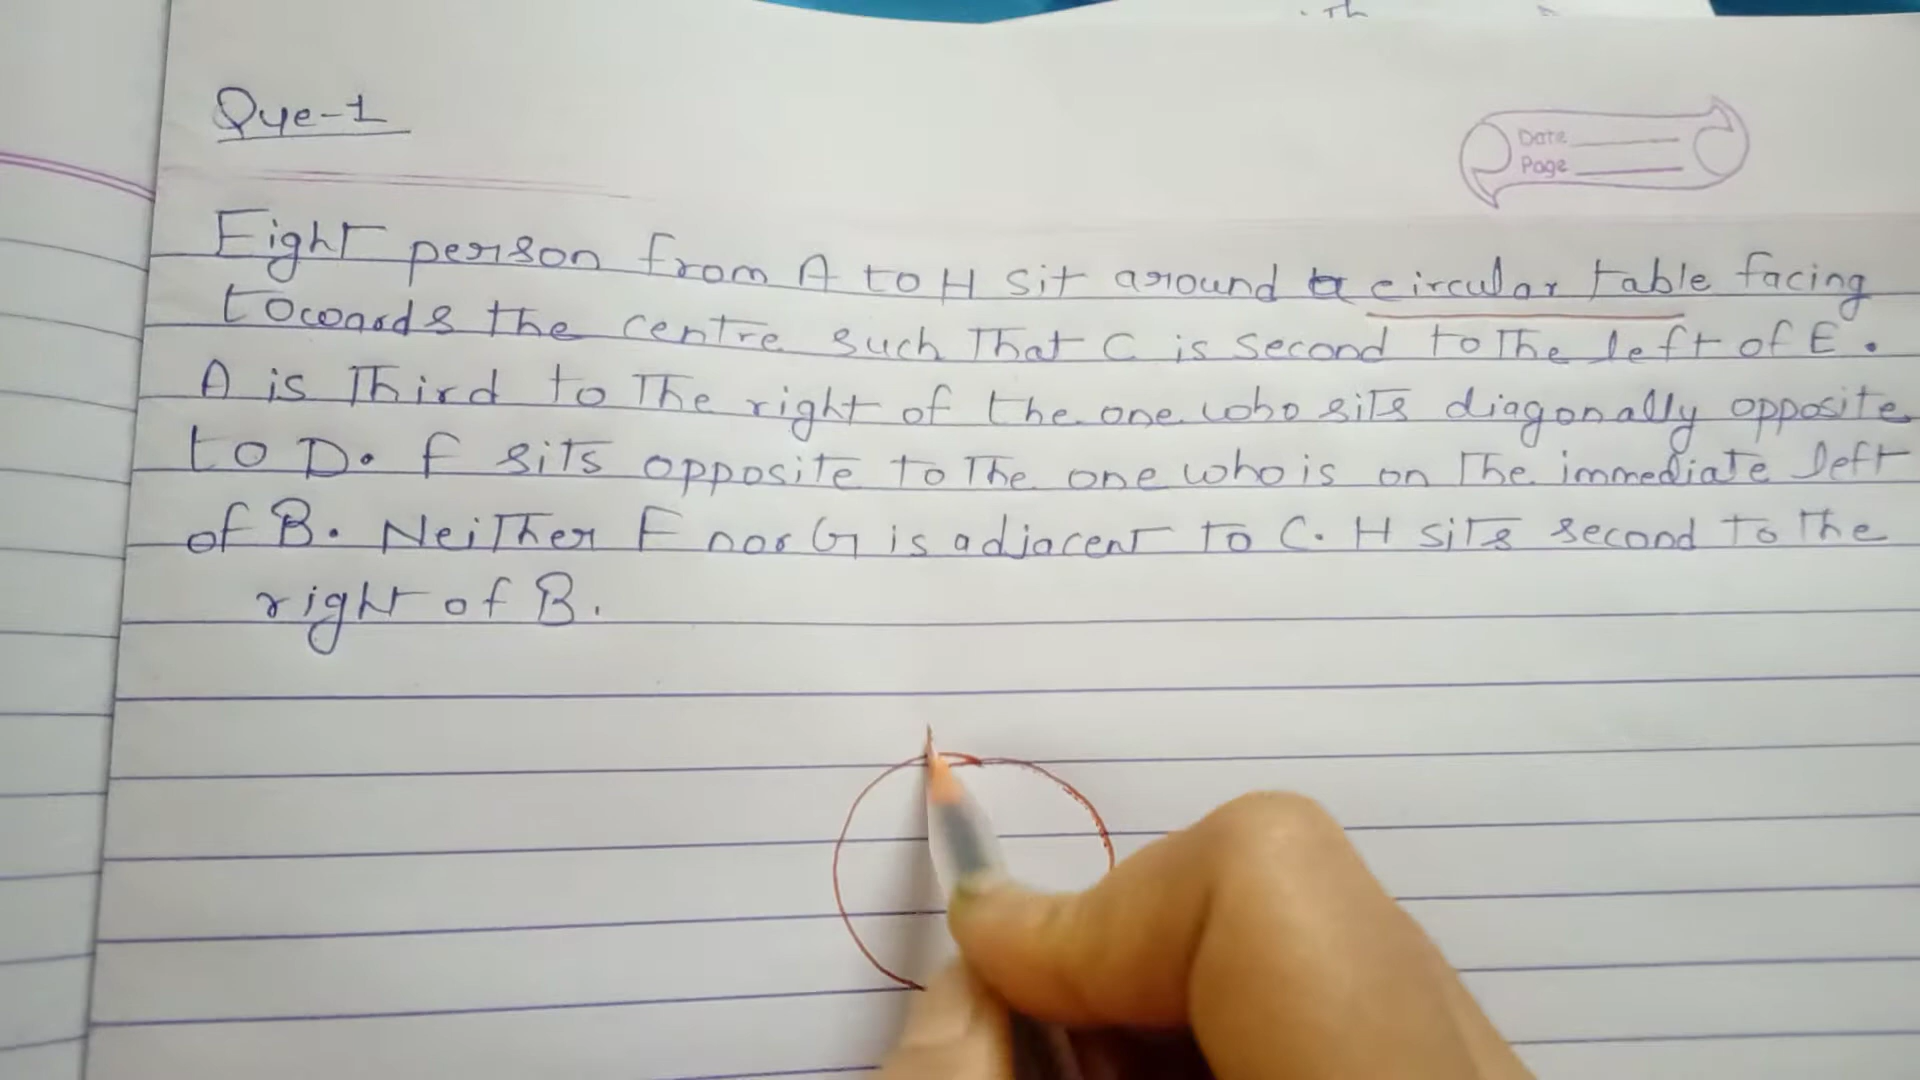 Que-1
Date
Page
Eight person from A to H sit around a circular table facing
towards the centre such that C is second to the left of E.
A is third to the right of the one who sits diagonally opposite
to D. F sits opposite to the one who is on the immediate left
of B. Neither F nor G is adjacent to C. H sits second to the
right of B.